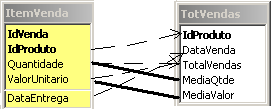 ItemVenda
IdVenda
IdProduto
Quantidade
ValorUnitario
DataEntrega
TotVendas
IdProduto
DataVenda
TotalVendas
MediaQtde
MediaValor